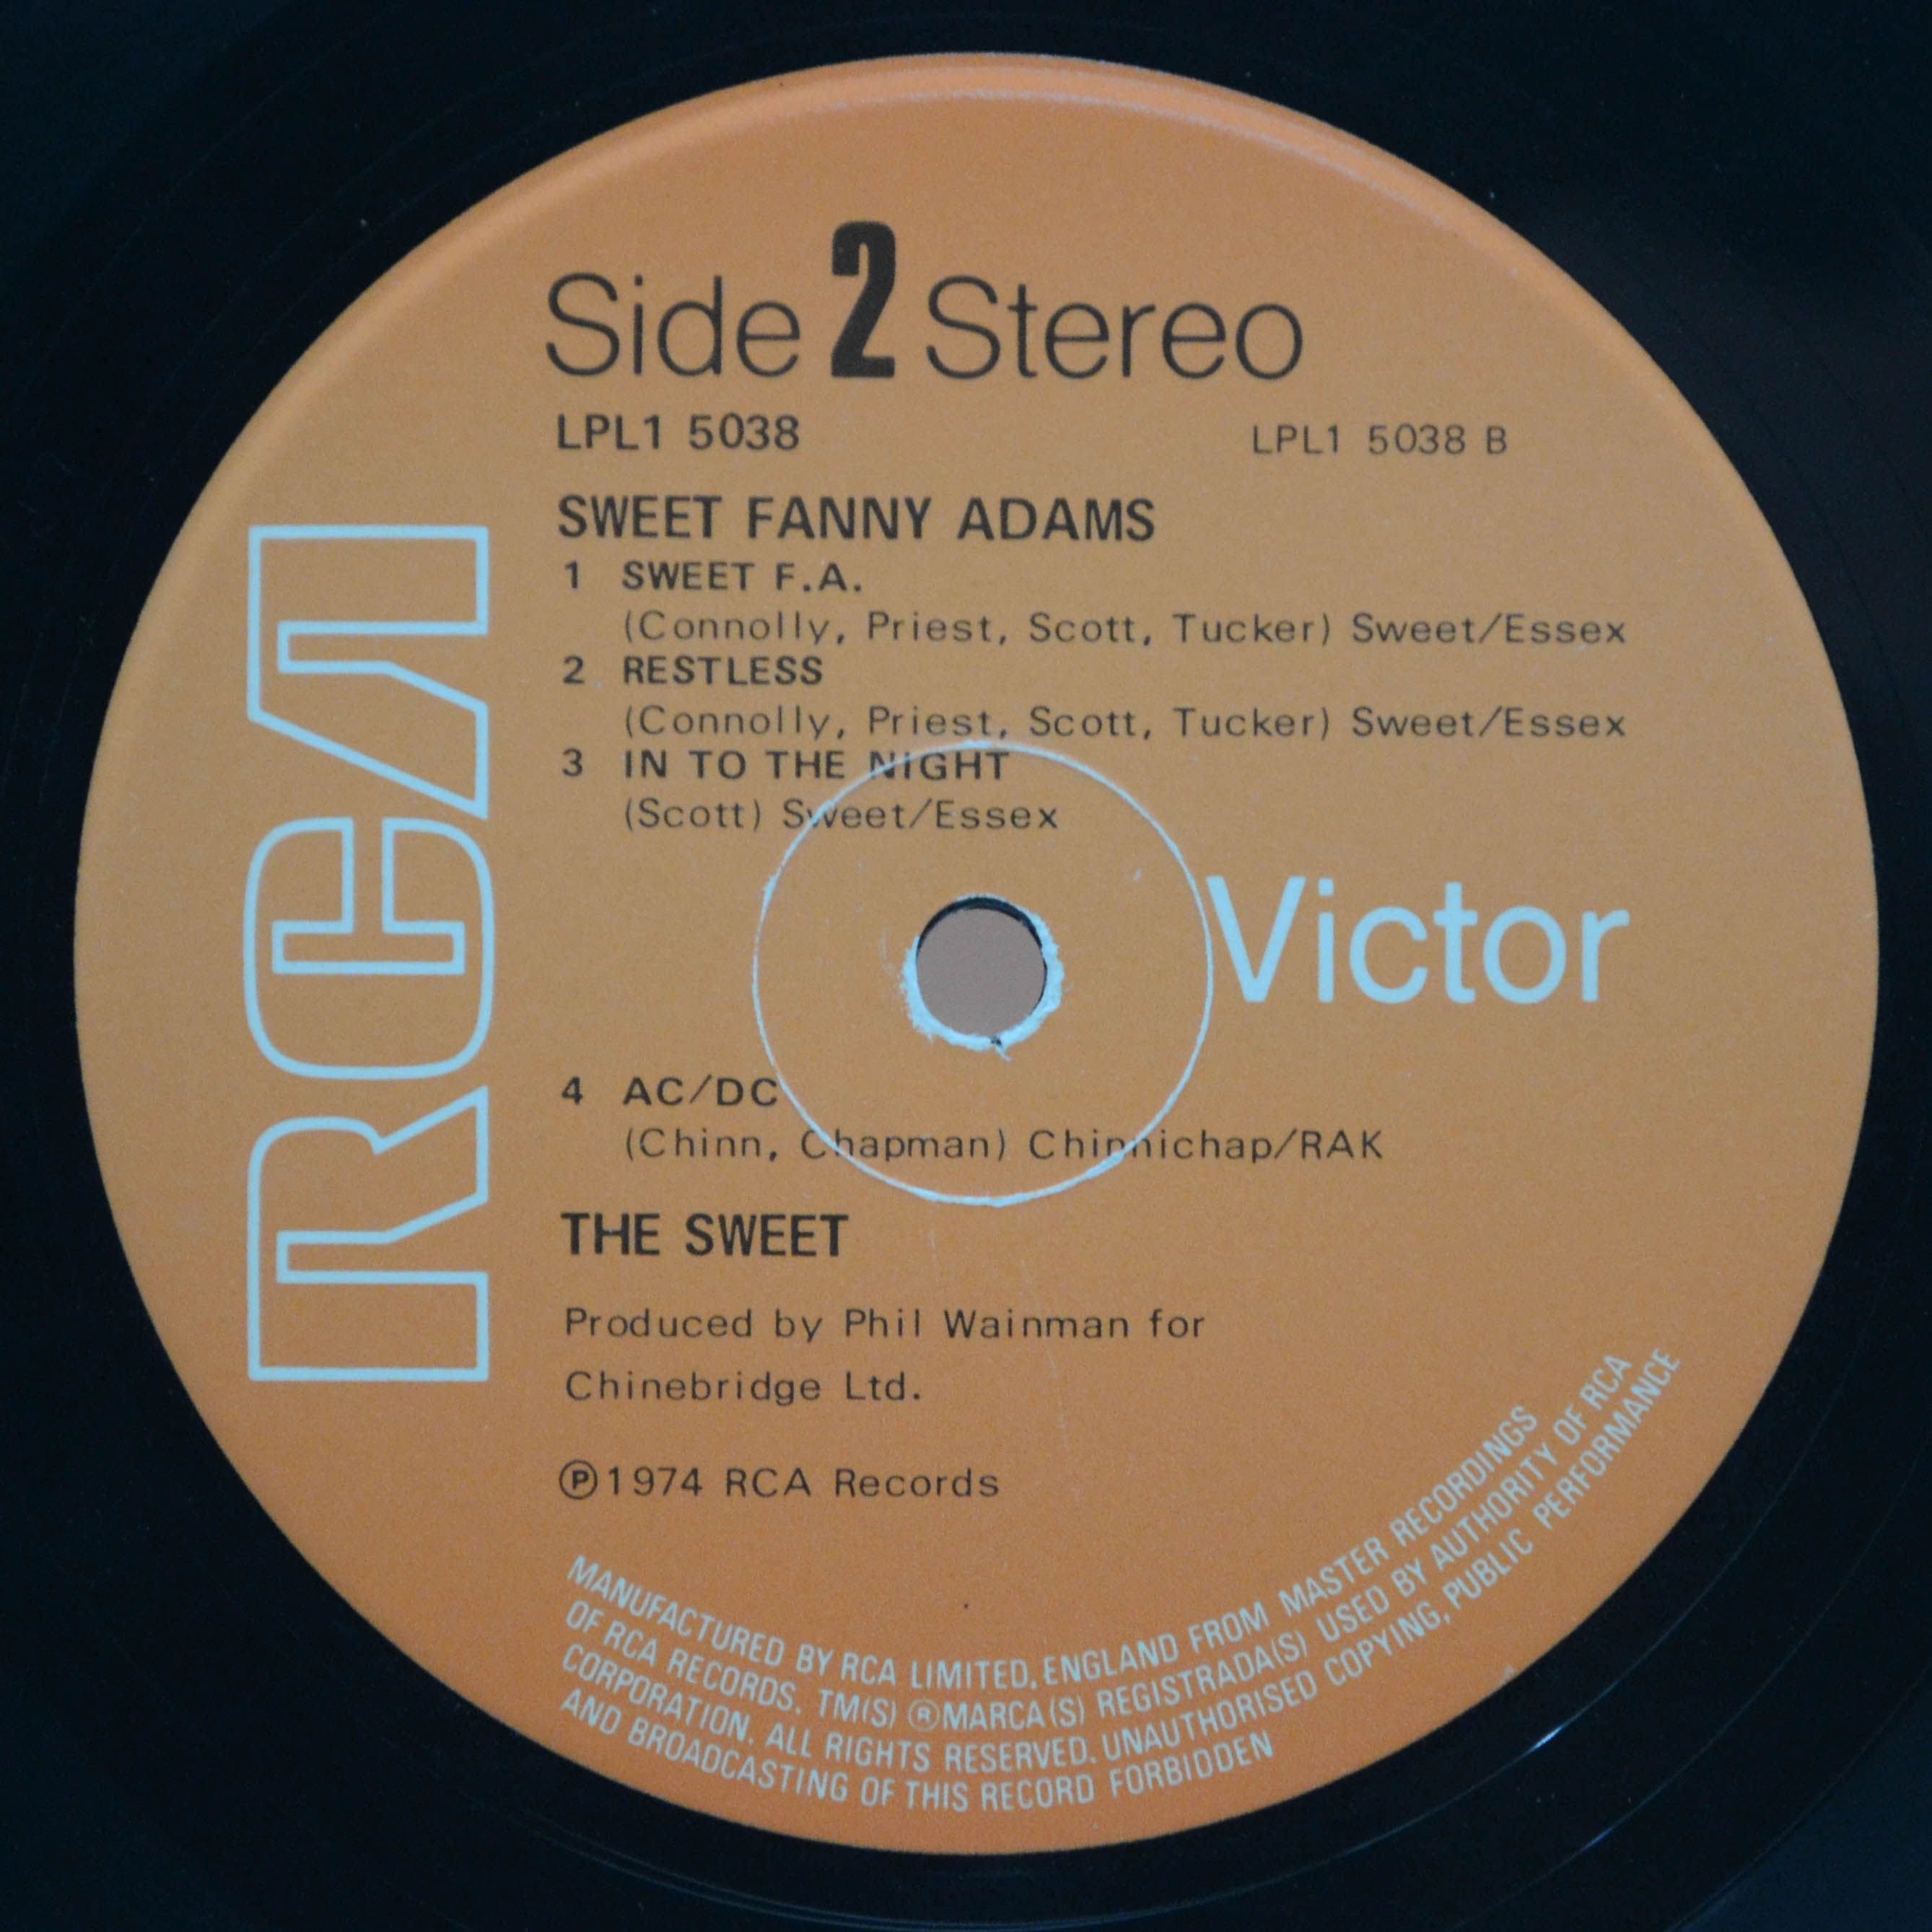 Side 2 Stereo
LPL1 5038 LPL1 5038 B
SWEET FANNY ADAMS
1 SWEET F.A.
(Connolly, Priest, Scott, Tucker) Sweet/Essex
2 RESTLESS
(Connolly, Priest, Scott, Tucker) Sweet/Essex
3 IN TO THE NIGHT
(Scott) Sweet/Essex
RCA
Victor
4 AC/DC
(Chinn, Chapman) Chinnichap/RAK
THE SWEET
Produced by Phil Wainman for
Chinebridge Ltd.
℗1974 RCA Records
MANUFACTURED BY RCA LIMITED, ENGLAND FROM MASTER RECORDINGS
OF RCA RECORDS. TM(S) ®MARCA(S) REGISTRADA(S) USED BY AUTHORITY OF RCA
CORPORATION. ALL RIGHTS RESERVED. UNAUTHORISED COPYING, PUBLIC PERFORMANCE
AND BROADCASTING OF THIS RECORD FORBIDDEN